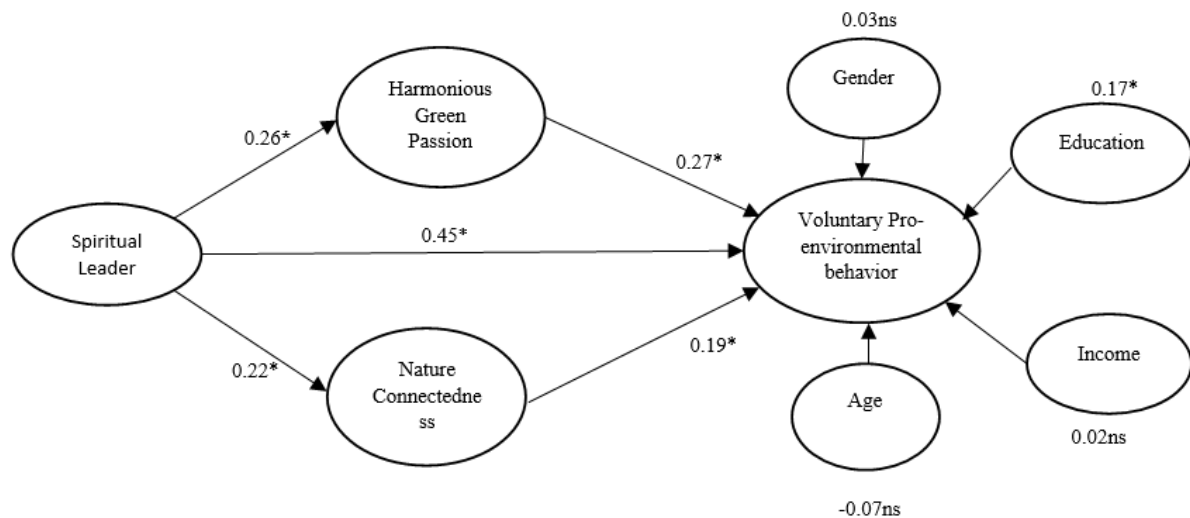 0.03ns
Gender
Harmonious
Green
Passion
0.17*
Education
0.26*
0.27*
Spiritual
Leader
0.45*
Voluntary Pro-
environmental
behavior
0.22*
Nature
Connectedne
ss
0.19*
Age
Income
0.02ns
-0.07ns